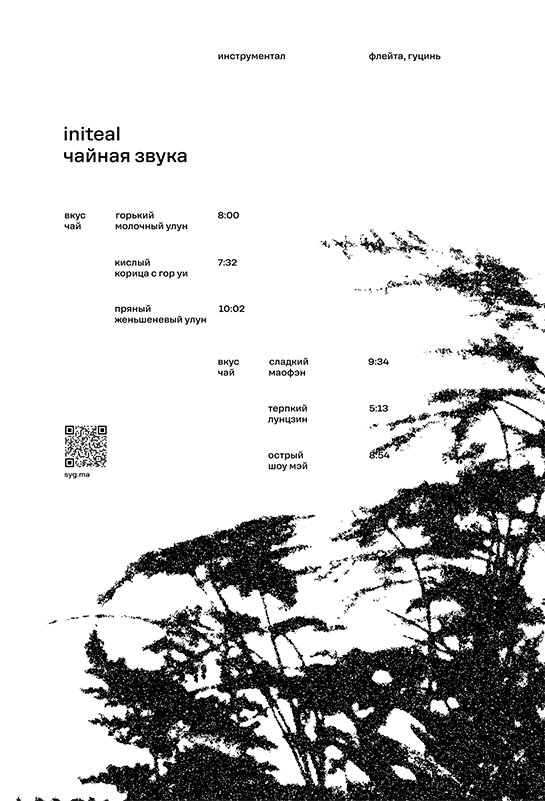 инструментал
флейта, гуцинь
initeal
чайная звука
вкус
чай
горький
молочный улун
8:00
кислый
корица с гор уи
7:32
пряный
женьшеневый улун
10:02
вкус
чай
сладкий
маофэн
9:34
терпкий
лунцзин
5:13
острый
шоу мэй
8:54
syg.ma